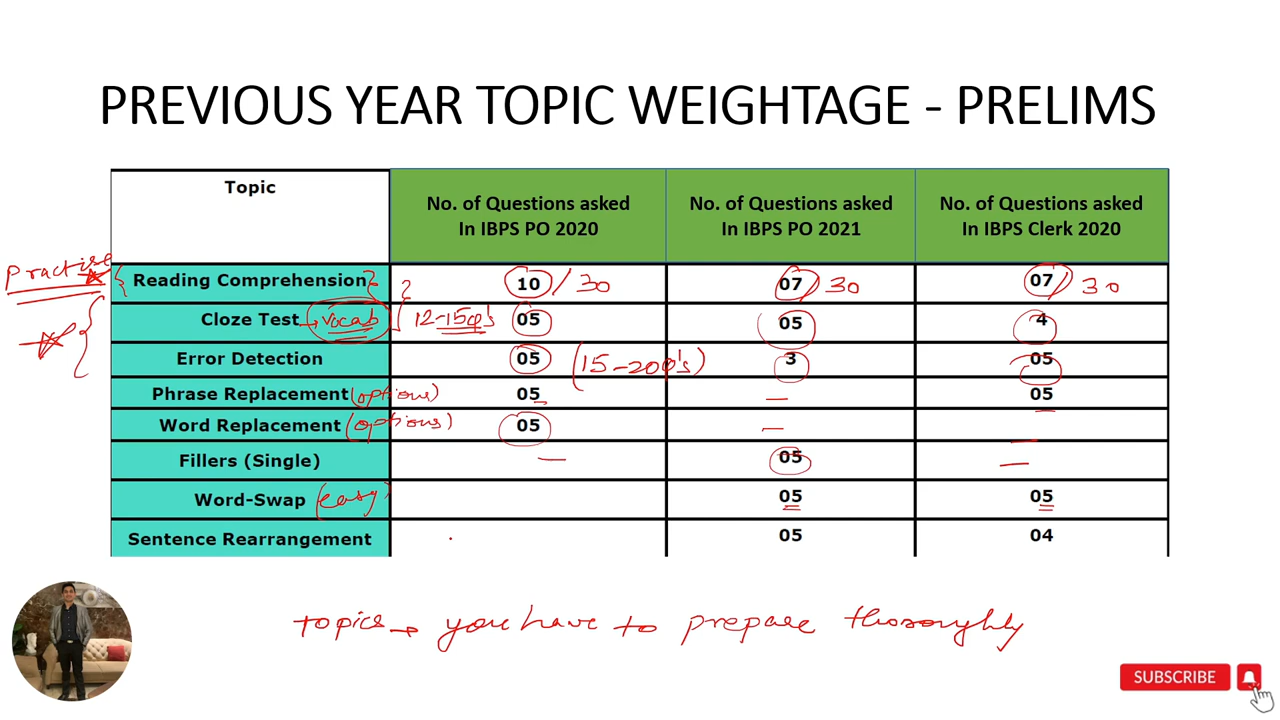 PREVIOUS YEAR TOPIC WEIGHTAGE - PRELIMS
Topic
No. of Questions asked
In IBPS PO 2020
No. of Questions asked
In IBPS PO 2021
No. of Questions asked
In IBPS Clerk 2020
Practise
Reading Comprehension 10 / 30 07 / 30 07 / 30
Cloze Test → vocab 12-15 q's 05 05 4
Error Detection 05 (15-20 Q's) 3 05
Phrase Replacement (options) 05 — 05
Word Replacement (options) 05 — —
Fillers (Single) — 05 —
Word-Swap (easy) 05 05
Sentence Rearrangement 05 04
topics → you have to prepare thoroughly
SUBSCRIBE